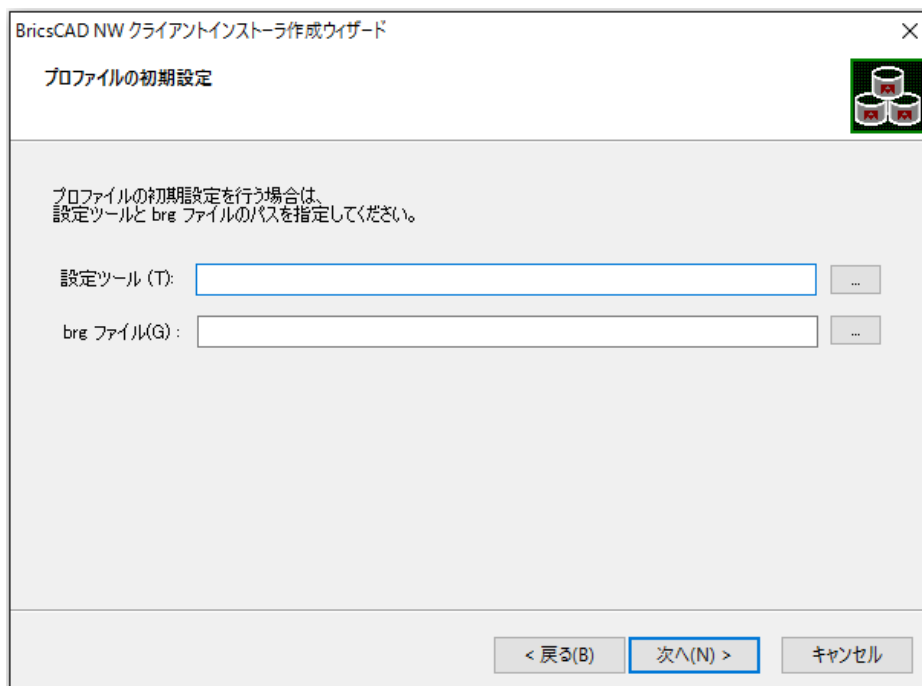 BricsCAD NW クライアントインストーラ作成ウィザード
プロファイルの初期設定
プロファイルの初期設定を行う場合は、
設定ツールと brg ファイルのパスを指定してください。
設定ツール (T):
...
brg ファイル(G) :
...
< 戻る(B)
次へ(N) >
キャンセル